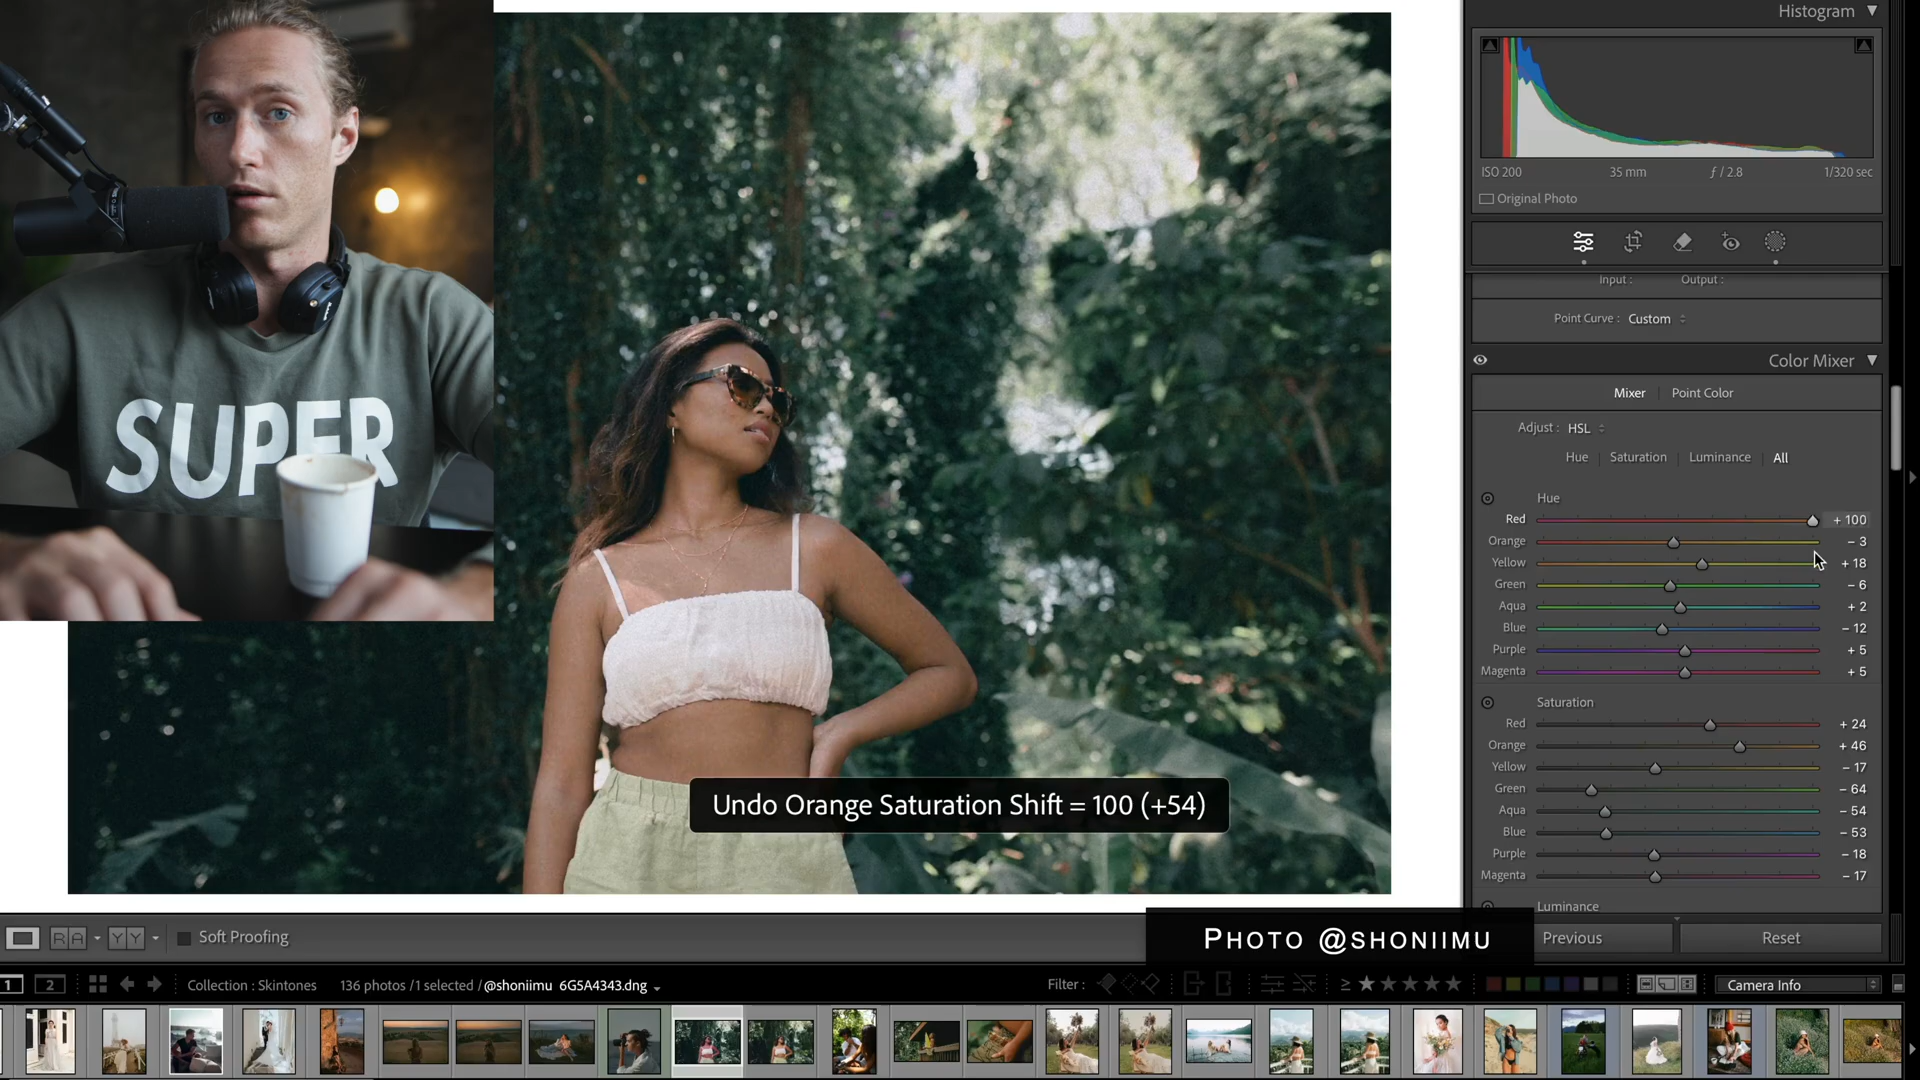 Histogram
ISO 200 35 mm ƒ / 2.8 1/320 sec
Original Photo
Input : Output :
Point Curve : Custom
Color Mixer
Mixer Point Color
Adjust : HSL
Hue Saturation Luminance All
Hue
Red + 100
Orange – 3
Yellow + 18
Green – 6
Aqua + 2
Blue – 12
Purple + 5
Magenta + 5
Saturation
Red + 24
Orange + 46
Yellow – 17
Green – 64
Aqua – 54
Blue – 53
Purple – 18
Magenta – 17
Luminance
Previous Reset
SUPER
Undo Orange Saturation Shift = 100 (+54)
PHOTO @SHONIIMU
R A Y Y Soft Proofing
1 2 Collection : Skintones 136 photos / 1 selected / @shoniimu 6G5A4343.dng
Filter : ≥ Camera Info